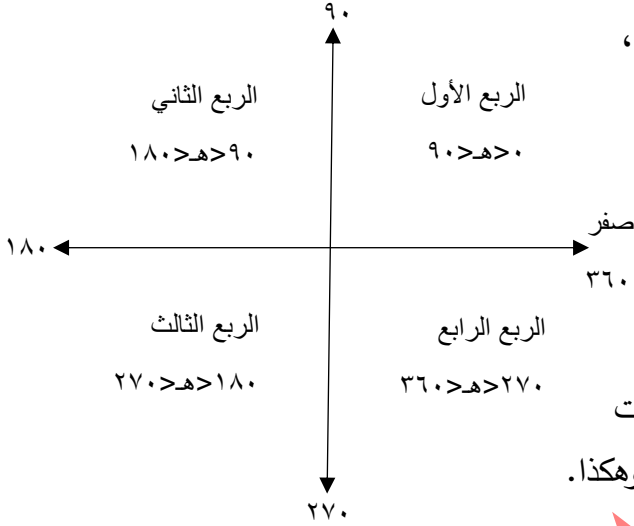 ٩٠
،
الربع الأول
الربع الثاني
٠<هـ<٩٠
٩٠<هـ<١٨٠
صفر
١٨٠
٣٦٠
الربع الرابع
الربع الثالث
٢٧٠<هـ<٣٦٠
١٨٠<هـ<٢٧٠
ت
وهكذا.
٢٧٠